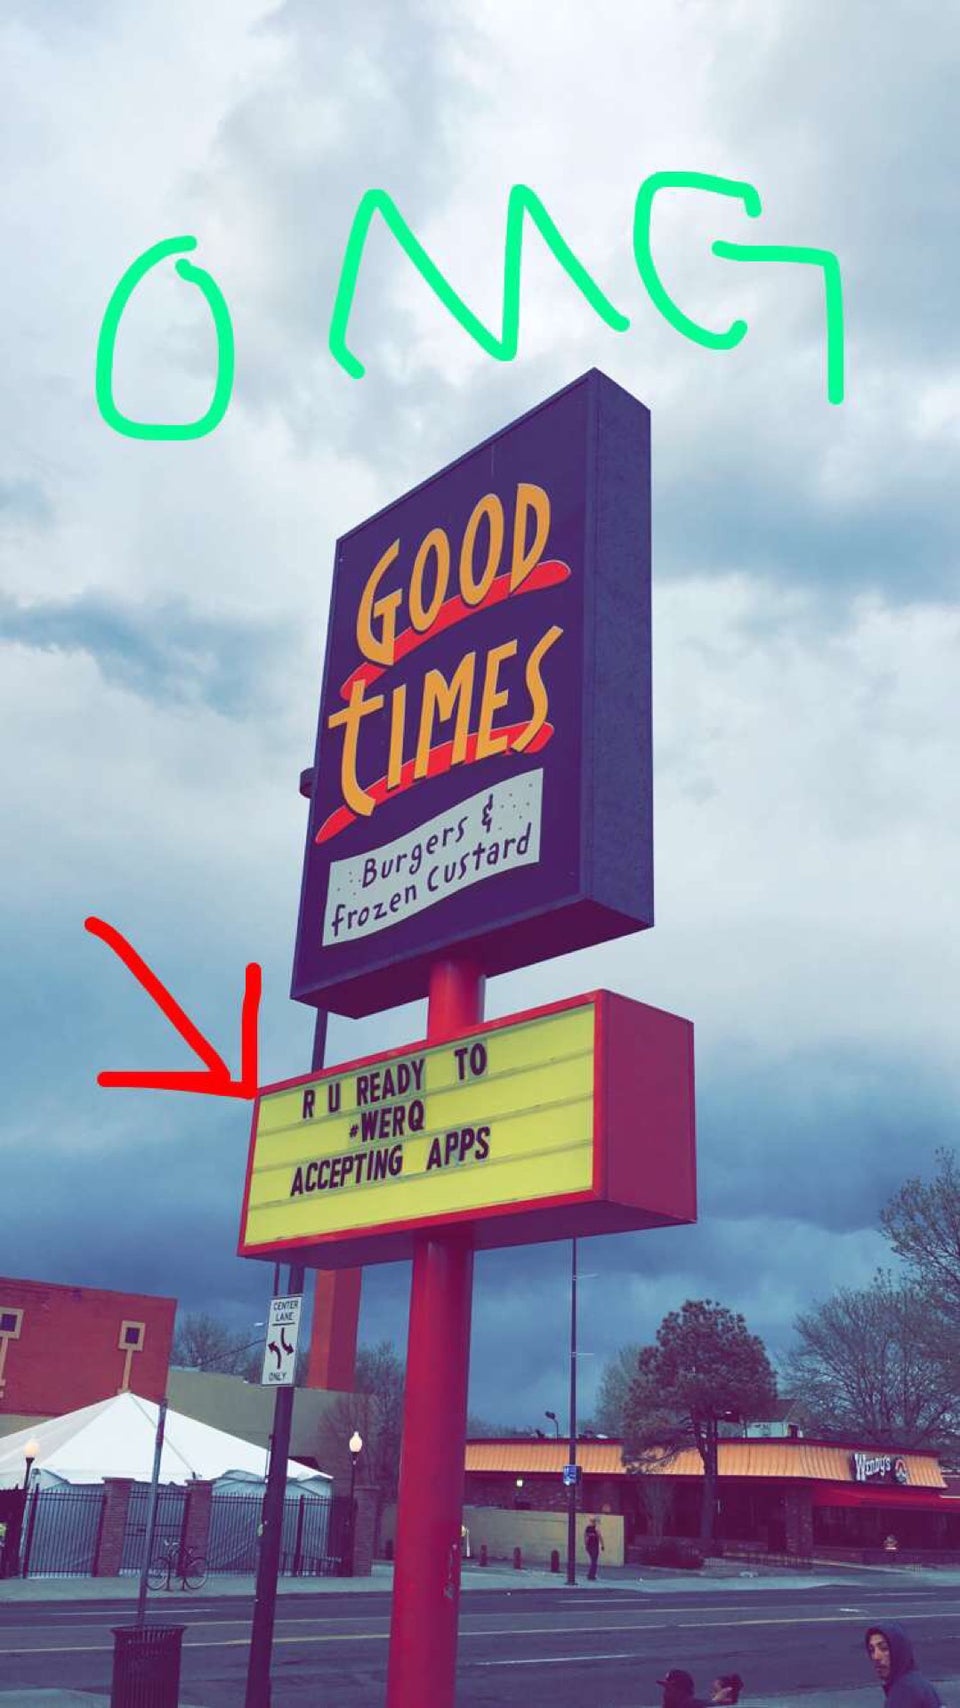 OMG
GOOD
TIMES
Burgers &
frozen Custard
R U READY TO
#WERQ
ACCEPTING APPS
CENTER
LANE
ONLY
Wendy's